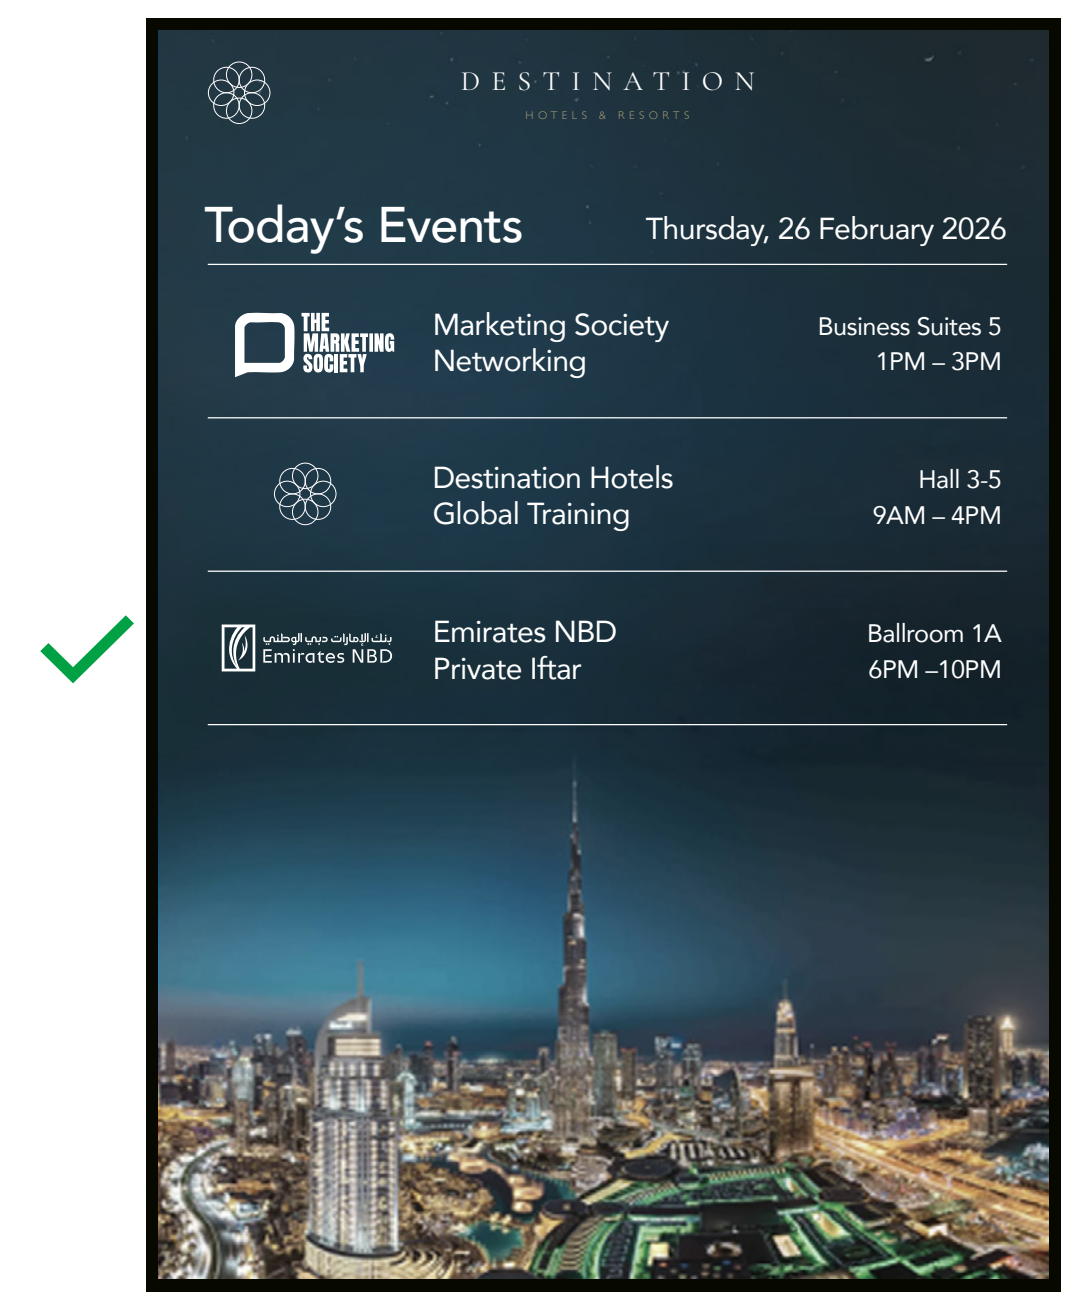 DESTINATION
HOTELS & RESORTS
Today's Events
Thursday, 26 February 2026
THE
MARKETING
SOCIETY
Marketing Society
Networking
Business Suites 5
1PM – 3PM
Destination Hotels
Global Training
Hall 3-5
9AM – 4PM
بنك الإمارات دبي الوطني
Emirates NBD
Emirates NBD
Private Iftar
Ballroom 1A
6PM –10PM